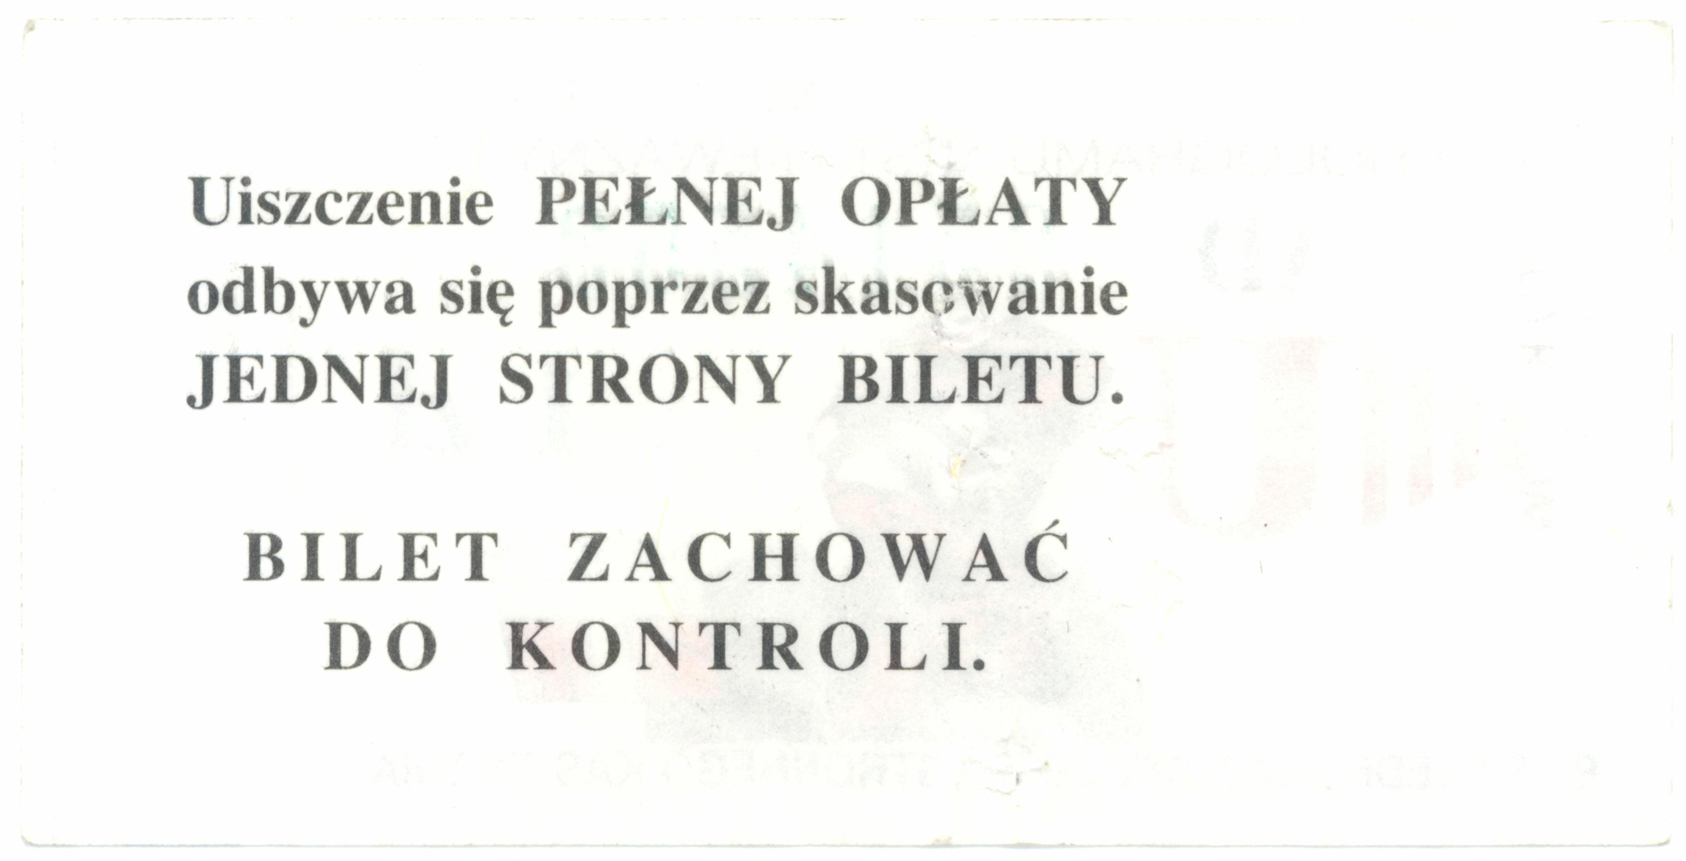 Uiszczenie PEŁNEJ OPŁATY
odbywa się poprzez skasowanie
JEDNEJ STRONY BILETU.
BILET ZACHOWAĆ
DO KONTROLI.